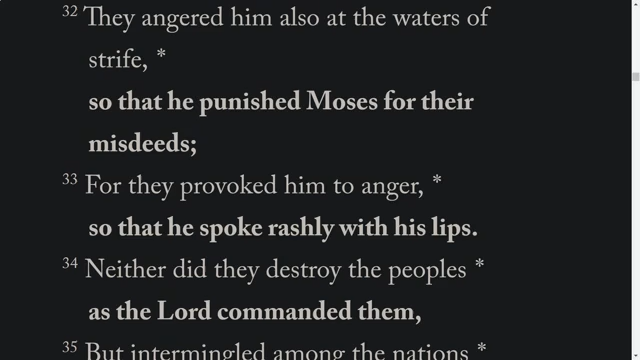 32 They angered him also at the waters of
strife, *
so that he punished Moses for their
misdeeds;
33 For they provoked him to anger, *
so that he spoke rashly with his lips.
34 Neither did they destroy the peoples *
as the Lord commanded them,
35 But intermingled among the nations *